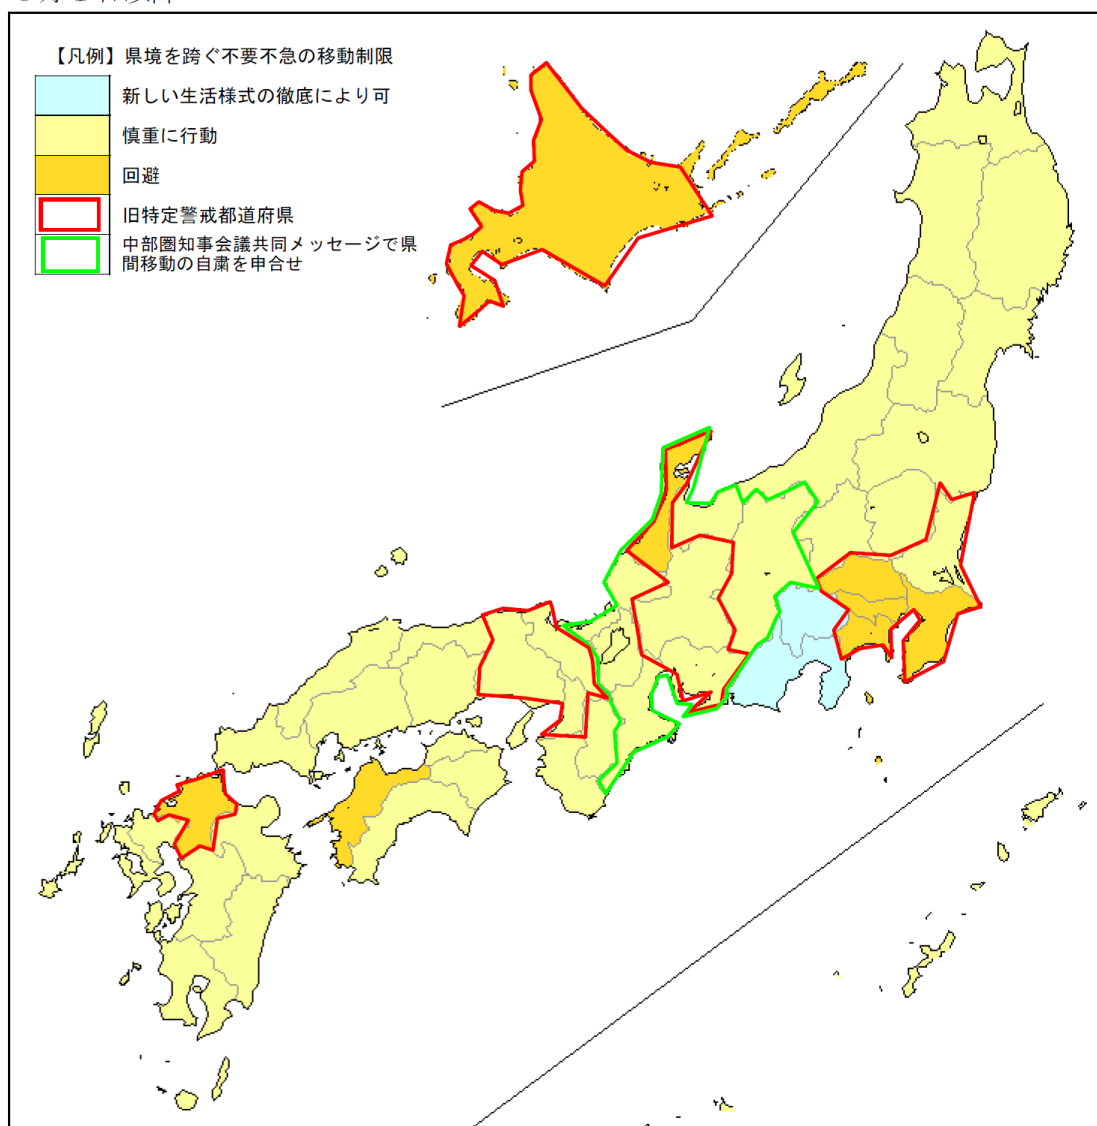 【凡例】県境を跨ぐ不要不急の移動制限
新しい生活様式の徹底により可
慎重に行動
回避
旧特定警戒都道府県
中部圏知事会議共同メッセージで県
間移動の自粛を申合せ